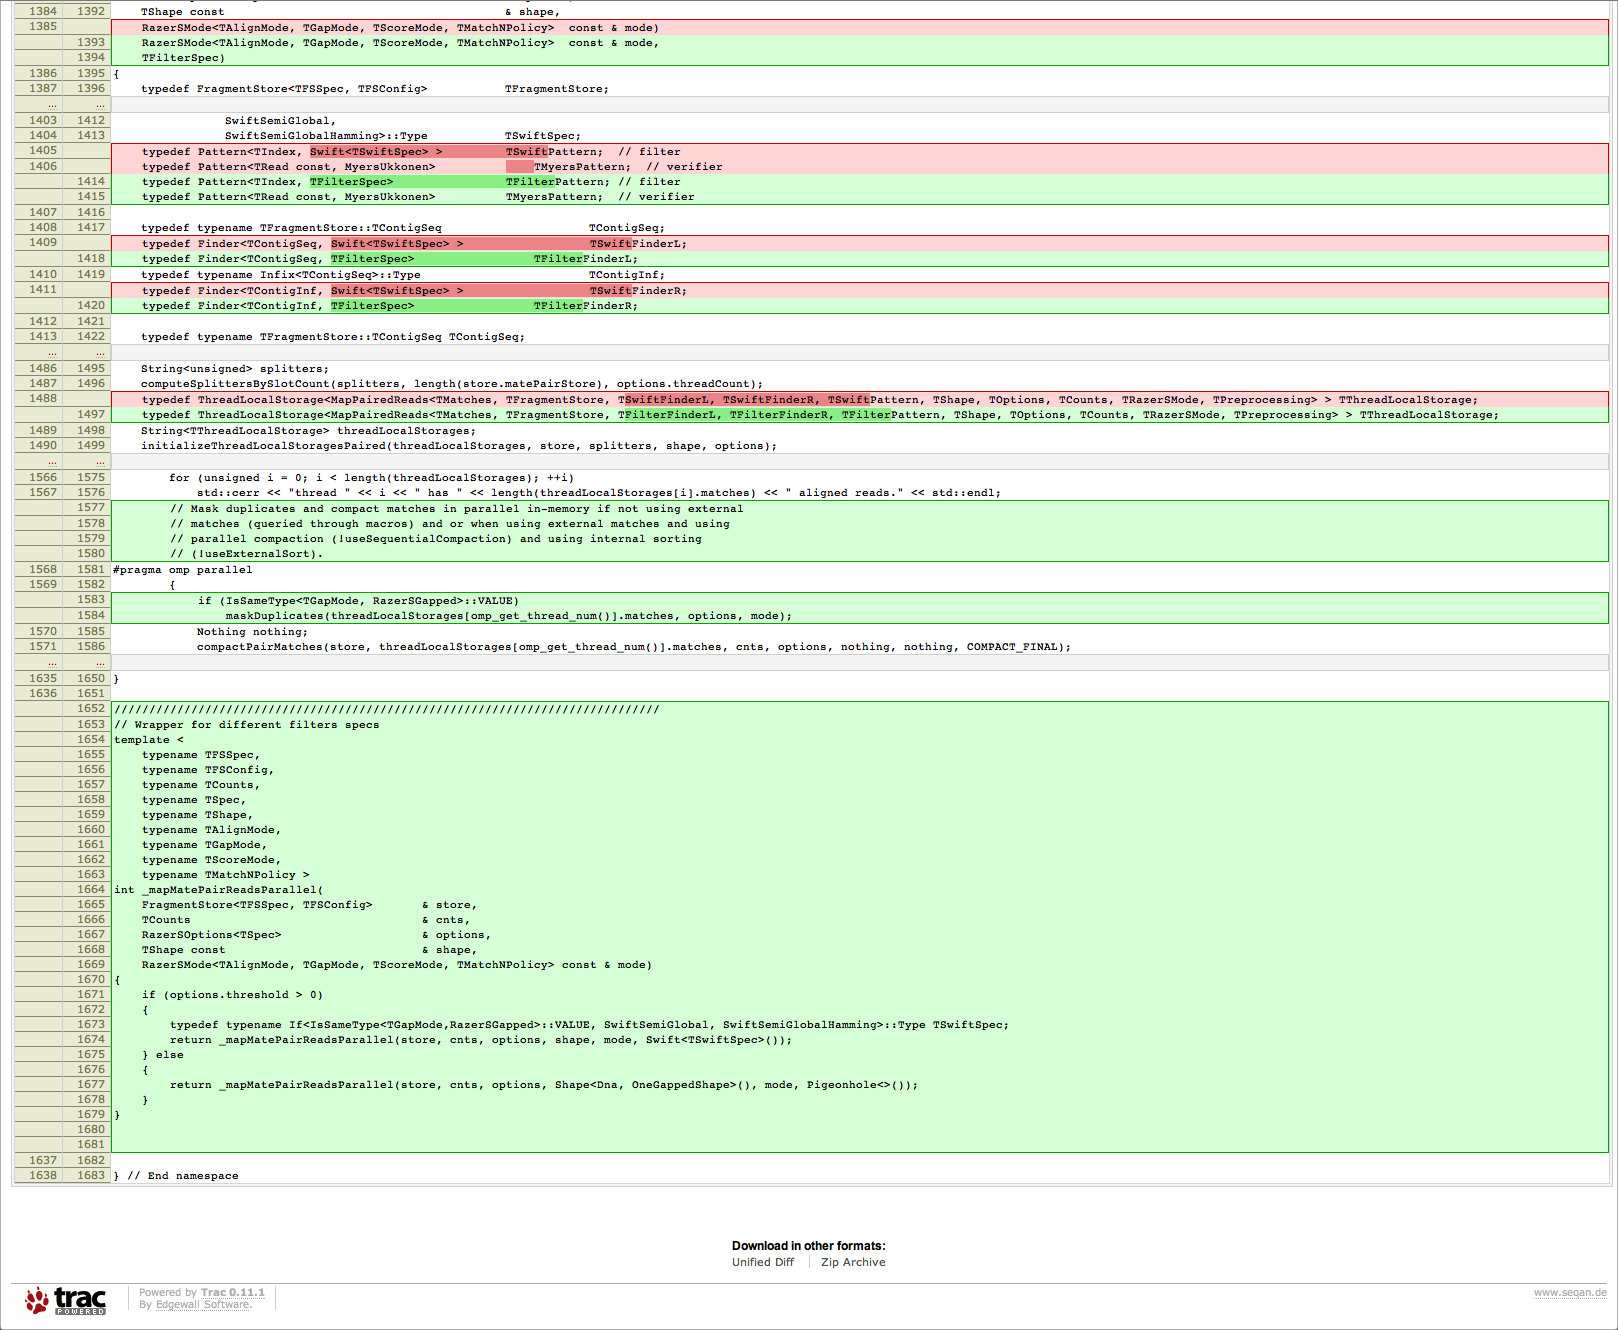 1384 1392 TShape const & shape,
1385 RazerSMode<TAlignMode, TGapMode, TScoreMode, TMatchNPolicy> const & mode)
1393 RazerSMode<TAlignMode, TGapMode, TScoreMode, TMatchNPolicy> const & mode,
1394 TFilterSpec)
1386 1395 {
1387 1396 typedef FragmentStore<TFSSpec, TFSConfig> TFragmentStore;
... ...
1403 1412 SwiftSemiGlobal,
1404 1413 SwiftSemiGlobalHamming>::Type TSwiftSpec;
1405 typedef Pattern<TIndex, Swift<TSwiftSpec> > TSwiftPattern; // filter
1406 typedef Pattern<TRead const, MyersUkkonen> TMyersPattern; // verifier
1414 typedef Pattern<TIndex, TFilterSpec> TFilterPattern; // filter
1415 typedef Pattern<TRead const, MyersUkkonen> TMyersPattern; // verifier
1407 1416
1408 1417 typedef typename TFragmentStore::TContigSeq TContigSeq;
1409 typedef Finder<TContigSeq, Swift<TSwiftSpec> > TSwiftFinderL;
1418 typedef Finder<TContigSeq, TFilterSpec> TFilterFinderL;
1410 1419 typedef typename Infix<TContigSeq>::Type TContigInf;
1411 typedef Finder<TContigInf, Swift<TSwiftSpec> > TSwiftFinderR;
1420 typedef Finder<TContigInf, TFilterSpec> TFilterFinderR;
1412 1421
1413 1422 typedef typename TFragmentStore::TContigSeq TContigSeq;
... ...
1486 1495 String<unsigned> splitters;
1487 1496 computeSplittersBySlotCount(splitters, length(store.matePairStore), options.threadCount);
1488 typedef ThreadLocalStorage<MapPairedReads<TMatches, TFragmentStore, TSwiftFinderL, TSwiftFinderR, TSwiftPattern, TShape, TOptions, TCounts, TRazerSMode, TPreprocessing> > TThreadLocalStorage;
1497 typedef ThreadLocalStorage<MapPairedReads<TMatches, TFragmentStore, TFilterFinderL, TFilterFinderR, TFilterPattern, TShape, TOptions, TCounts, TRazerSMode, TPreprocessing> > TThreadLocalStorage;
1489 1498 String<TThreadLocalStorage> threadLocalStorages;
1490 1499 initializeThreadLocalStoragesPaired(threadLocalStorages, store, splitters, shape, options);
... ...
1566 1575 for (unsigned i = 0; i < length(threadLocalStorages); ++i)
1567 1576 std::cerr << "thread " << i << " has " << length(threadLocalStorages[i].matches) << " aligned reads." << std::endl;
1577 // Mask duplicates and compact matches in parallel in-memory if not using external
1578 // matches (queried through macros) and or when using external matches and using
1579 // parallel compaction (!useSequentialCompaction) and using internal sorting
1580 // (!useExternalSort).
1568 1581 #pragma omp parallel
1569 1582 {
1583 if (IsSameType<TGapMode, RazerSGapped>::VALUE)
1584 maskDuplicates(threadLocalStorages[omp_get_thread_num()].matches, options, mode);
1570 1585 Nothing nothing;
1571 1586 compactPairMatches(store, threadLocalStorages[omp_get_thread_num()].matches, cnts, options, nothing, nothing, COMPACT_FINAL);
... ...
1635 1650 }
1636 1651
1652 //////////////////////////////////////////////////////////////////////////////
1653 // Wrapper for different filters specs
1654 template <
1655 typename TFSSpec,
1656 typename TFSConfig,
1657 typename TCounts,
1658 typename TSpec,
1659 typename TShape,
1660 typename TAlignMode,
1661 typename TGapMode,
1662 typename TScoreMode,
1663 typename TMatchNPolicy >
1664 int _mapMatePairReadsParallel(
1665 FragmentStore<TFSSpec, TFSConfig> & store,
1666 TCounts & cnts,
1667 RazerSOptions<TSpec> & options,
1668 TShape const & shape,
1669 RazerSMode<TAlignMode, TGapMode, TScoreMode, TMatchNPolicy> const & mode)
1670 {
1671 if (options.threshold > 0)
1672 {
1673 typedef typename If<IsSameType<TGapMode,RazerSGapped>::VALUE, SwiftSemiGlobal, SwiftSemiGlobalHamming>::Type TSwiftSpec;
1674 return _mapMatePairReadsParallel(store, cnts, options, shape, mode, Swift<TSwiftSpec>());
1675 } else
1676 {
1677 return _mapMatePairReadsParallel(store, cnts, options, Shape<Dna, OneGappedShape>(), mode, Pigeonhole<>());
1678 }
1679 }
1680
1681
1637 1682
1638 1683 } // End namespace
Download in other formats:
Unified Diff Zip Archive
trac POWERED
Powered by Trac 0.11.1
By Edgewall Software.
www.seqan.de